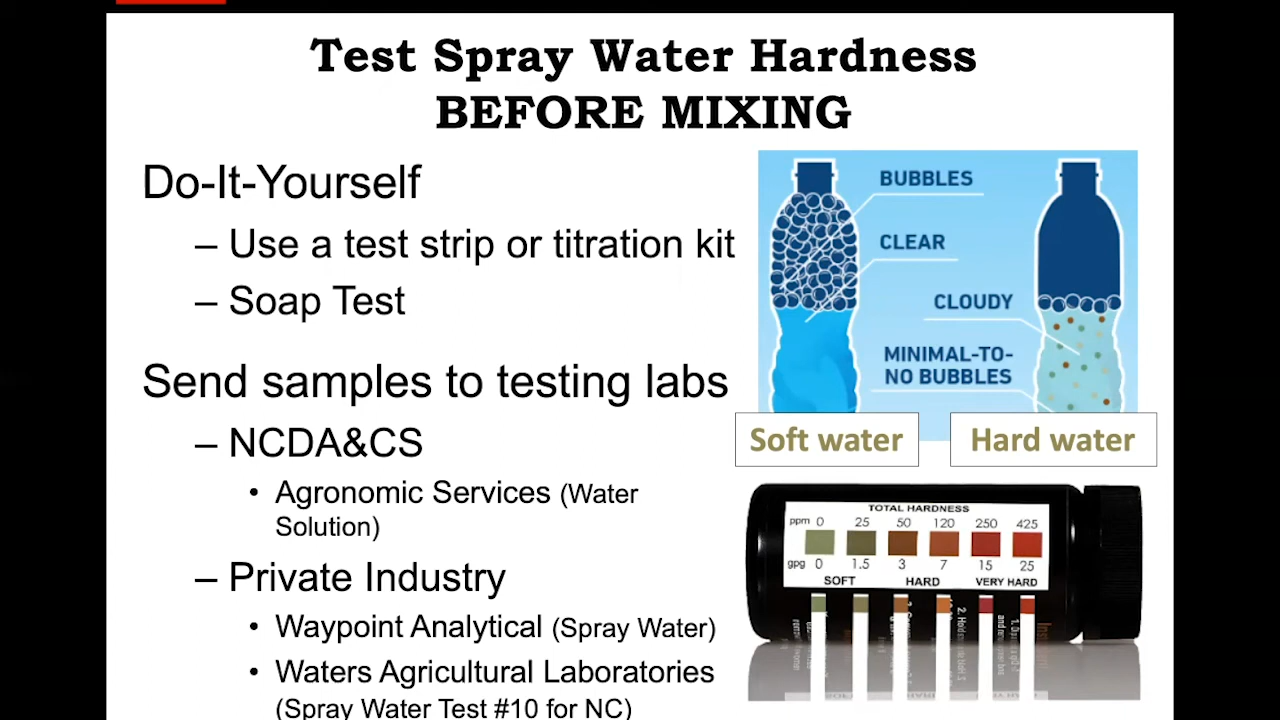 Test Spray Water Hardness
BEFORE MIXING
Do-It-Yourself
– Use a test strip or titration kit
– Soap Test
Send samples to testing labs
– NCDA&CS
• Agronomic Services (Water
Solution)
– Private Industry
• Waypoint Analytical (Spray Water)
• Waters Agricultural Laboratories
(Spray Water Test #10 for NC)
BUBBLES
CLEAR
CLOUDY
MINIMAL-TO-
NO BUBBLES
Soft water
Hard water
TOTAL HARDNESS
ppm 0 25 50 120 250 425
gpg 0 1.5 3 7 15 25
SOFT HARD VERY HARD